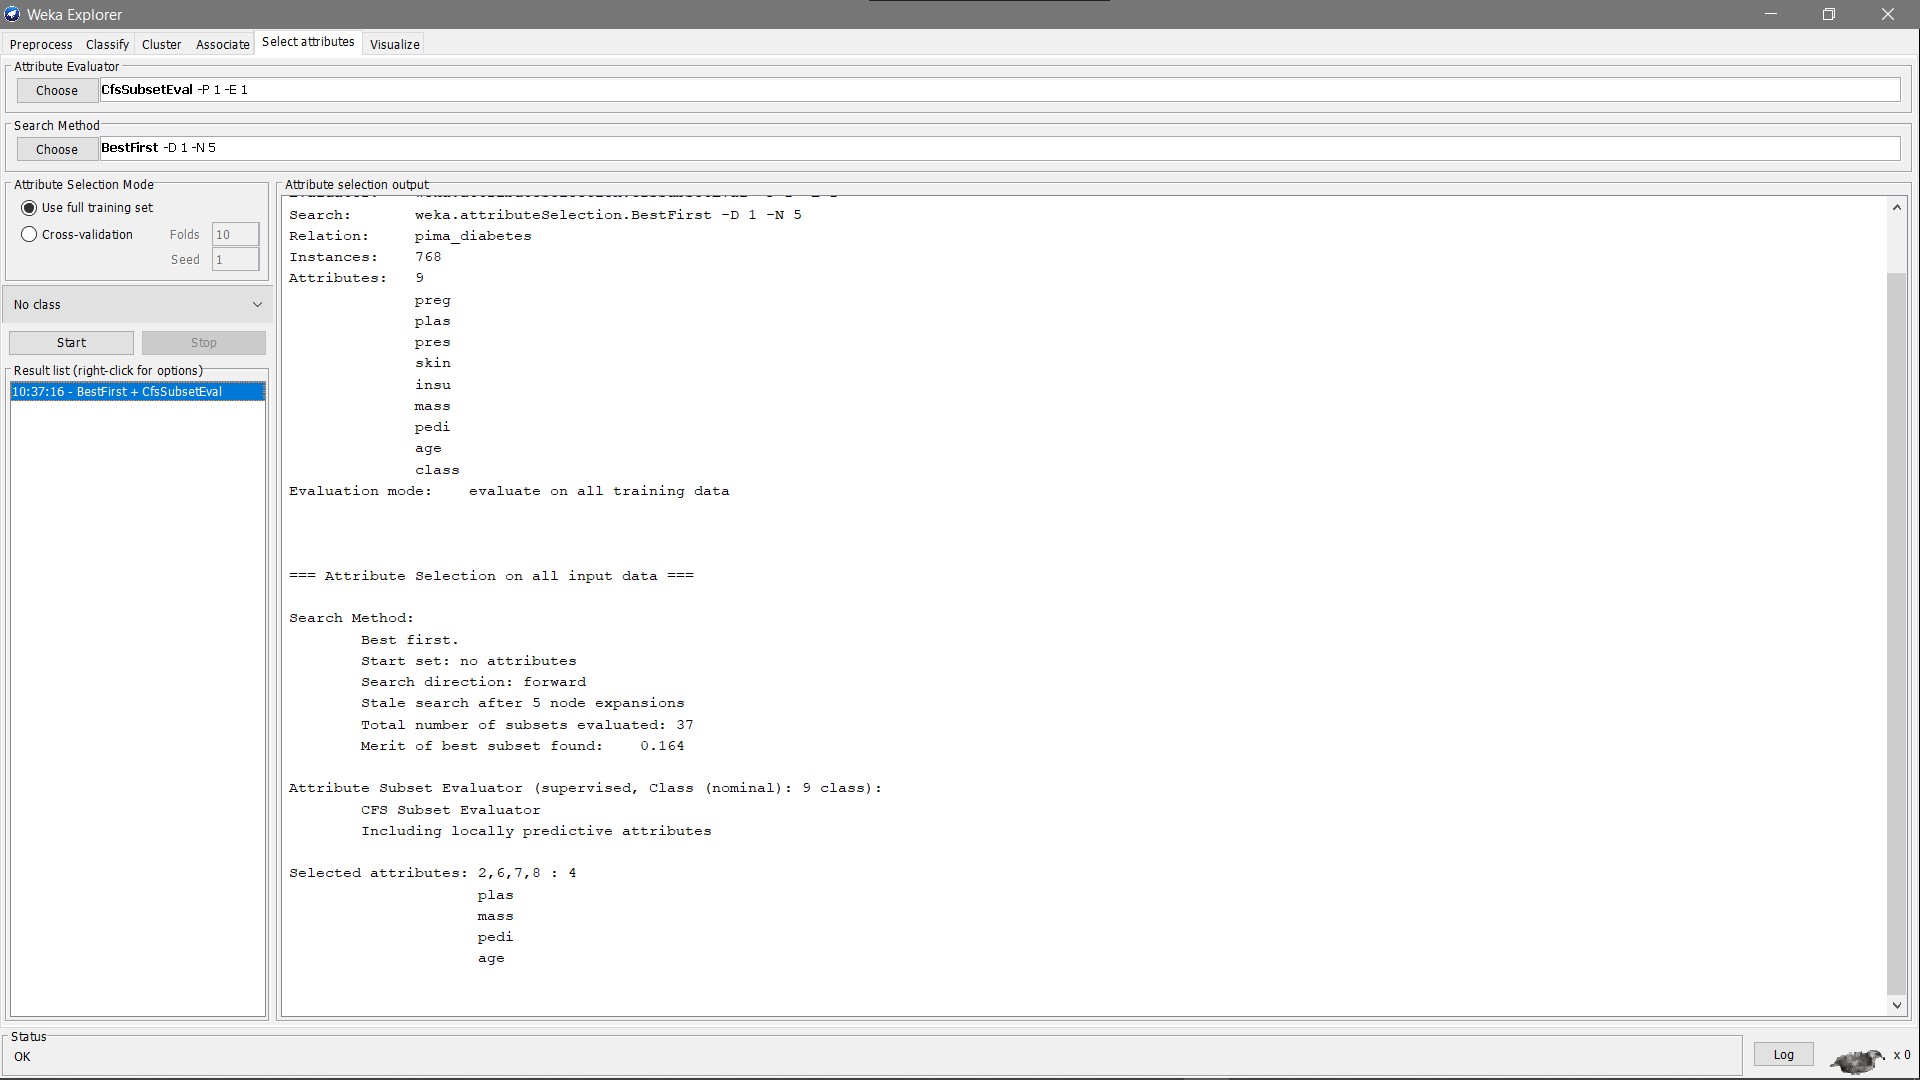 Weka Explorer
Preprocess Classify Cluster Associate Select attributes Visualize
Attribute Evaluator
Choose CfsSubsetEval -P 1 -E 1
Search Method
Choose BestFirst -D 1 -N 5
Attribute Selection Mode
Use full training set
Cross-validation Folds 10
Seed 1
No class
Start Stop
Result list (right-click for options)
10:37:16 - BestFirst + CfsSubsetEval
Attribute selection output
Search: weka.attributeSelection.BestFirst -D 1 -N 5
Relation: pima_diabetes
Instances: 768
Attributes: 9
preg
plas
pres
skin
insu
mass
pedi
age
class
Evaluation mode: evaluate on all training data
=== Attribute Selection on all input data ===
Search Method:
Best first.
Start set: no attributes
Search direction: forward
Stale search after 5 node expansions
Total number of subsets evaluated: 37
Merit of best subset found: 0.164
Attribute Subset Evaluator (supervised, Class (nominal): 9 class):
CFS Subset Evaluator
Including locally predictive attributes
Selected attributes: 2,6,7,8 : 4
plas
mass
pedi
age
Status
OK
Log x 0